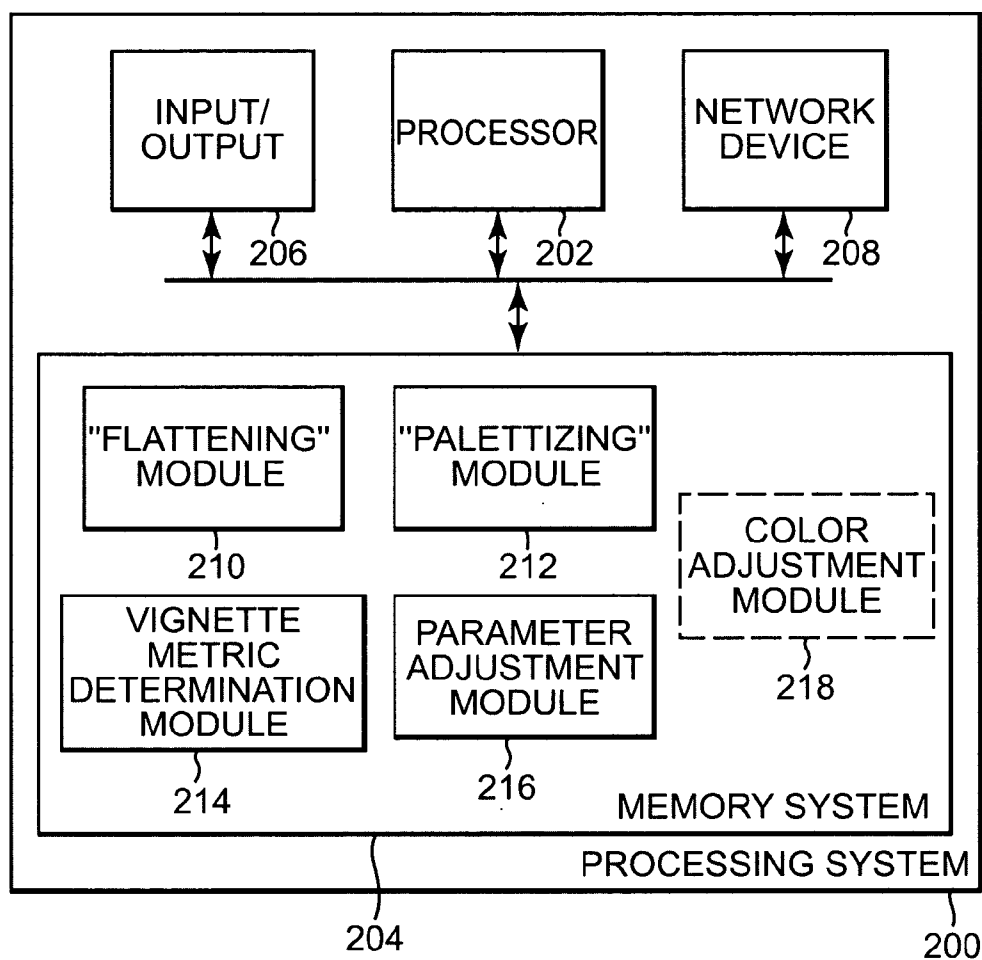 INPUT/
OUTPUT
206
PROCESSOR
202
NETWORK
DEVICE
208
"FLATTENING"
MODULE
210
"PALETTIZING"
MODULE
212
COLOR
ADJUSTMENT
MODULE
218
VIGNETTE
METRIC
DETERMINATION
MODULE
214
PARAMETER
ADJUSTMENT
MODULE
216
MEMORY SYSTEM
PROCESSING SYSTEM
204
200